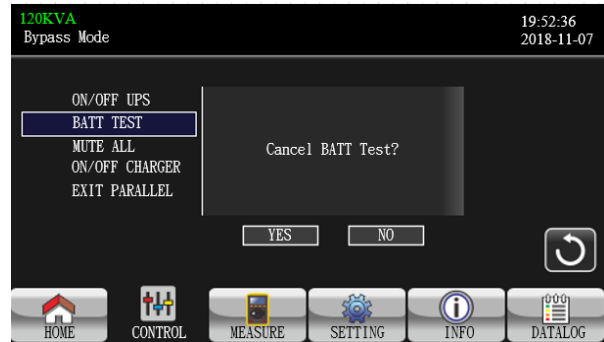 120KVA
Bypass Mode
19:52:36
2018-11-07
ON/OFF UPS
BATT TEST
MUTE ALL
ON/OFF CHARGER
EXIT PARALLEL
Cancel BATT Test?
YES NO
HOME CONTROL MEASURE SETTING INFO DATALOG